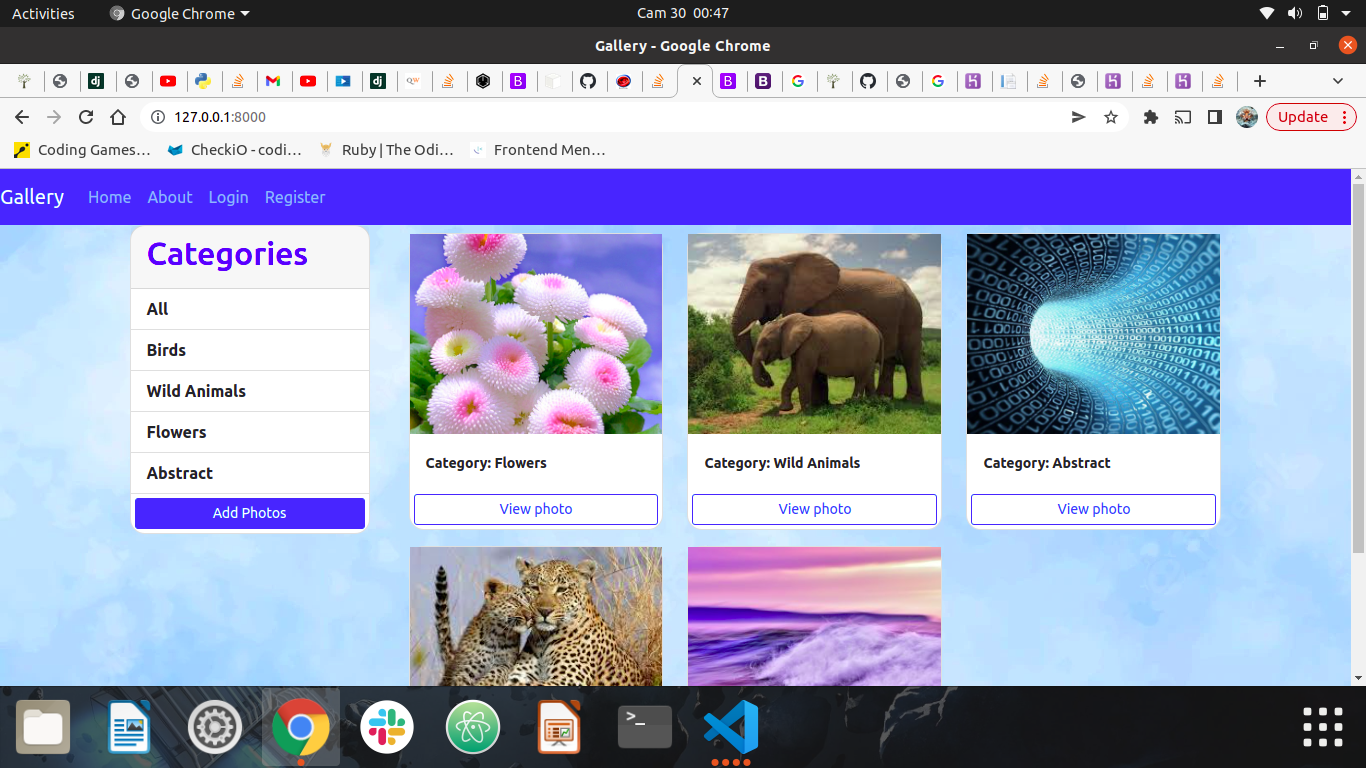 Activities
Google Chrome
Cam 30 00:47
Gallery - Google Chrome
127.0.0.1:8000
Update
Coding Games…
CheckiO - codi…
Ruby | The Odi…
Frontend Men…
Gallery
Home
About
Login
Register
Categories
All
Birds
Wild Animals
Flowers
Abstract
Add Photos
Category: Flowers
View photo
Category: Wild Animals
View photo
Category: Abstract
View photo